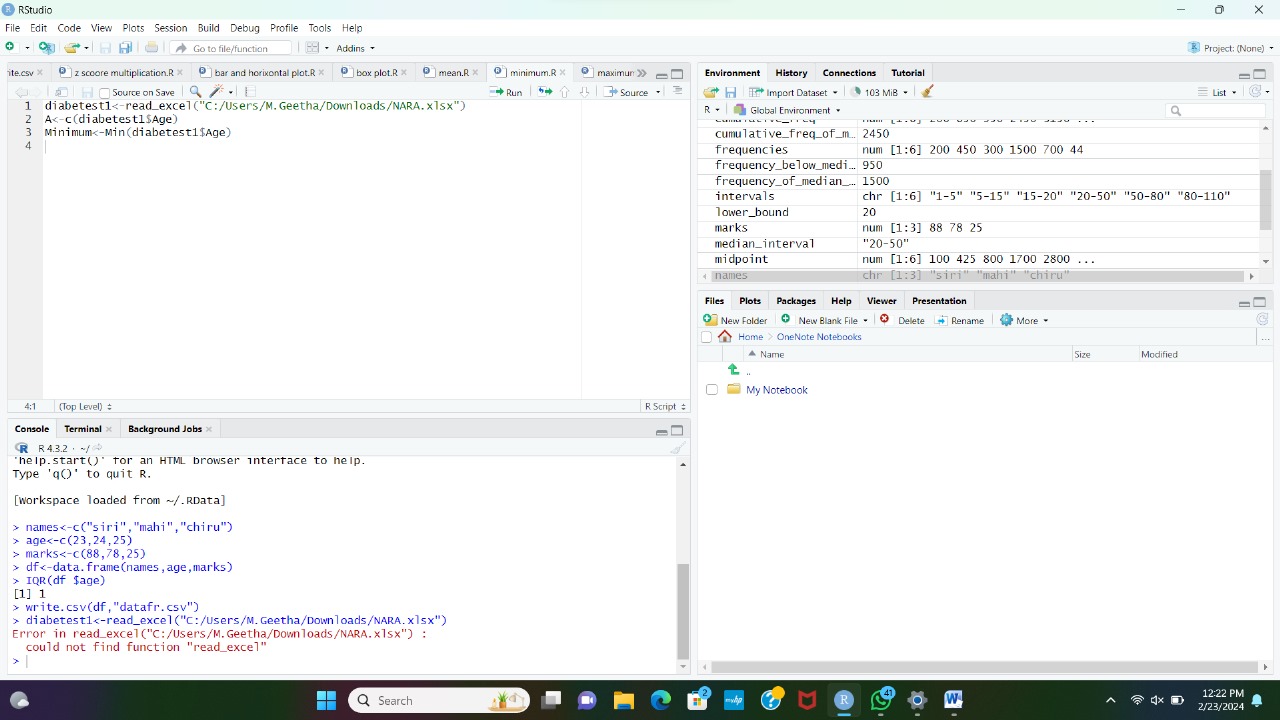 RStudio
File Edit Code View Plots Session Build Debug Profile Tools Help
Go to file/function Addins Project: (None)
ite.csv z scoore multiplication.R bar and horixontal plot.R box plot.R mean.R minimum.R maximur
Source on Save Run Source
1 diabetest1<-read_excel("C:/Users/M.Geetha/Downloads/NARA.xlsx")
2 A<-c(diabetest1$Age)
3 Minimum<-Min(diabetest1$Age)
4
4:1 (Top Level) R Script
Console Terminal Background Jobs
R 4.3.2 · ~/
'help.start()' for an HTML browser interface to help.
Type 'q()' to quit R.
[Workspace loaded from ~/.RData]
> names<-c("siri","mahi","chiru")
> age<-c(23,24,25)
> marks<-c(88,78,25)
> df<-data.frame(names,age,marks)
> IQR(df $age)
[1] 1
> write.csv(df,"datafr.csv")
> diabetest1<-read_excel("C:/Users/M.Geetha/Downloads/NARA.xlsx")
Error in read_excel("C:/Users/M.Geetha/Downloads/NARA.xlsx") :
could not find function "read_excel"
>
Environment History Connections Tutorial
Import Dataset 103 MiB List
R Global Environment
cumulative_freq_of_m… 2450
frequencies num [1:6] 200 450 300 1500 700 44
frequency_below_medi… 950
frequency_of_median_… 1500
intervals chr [1:6] "1-5" "5-15" "15-20" "20-50" "50-80" "80-110"
lower_bound 20
marks num [1:3] 88 78 25
median_interval "20-50"
midpoint num [1:6] 100 425 800 1700 2800 ...
names chr [1:3] "siri" "mahi" "chiru"
Files Plots Packages Help Viewer Presentation
New Folder New Blank File Delete Rename More
Home OneNote Notebooks ...
Name Size Modified
..
My Notebook
Search 2 41 12:22 PM
2/23/2024